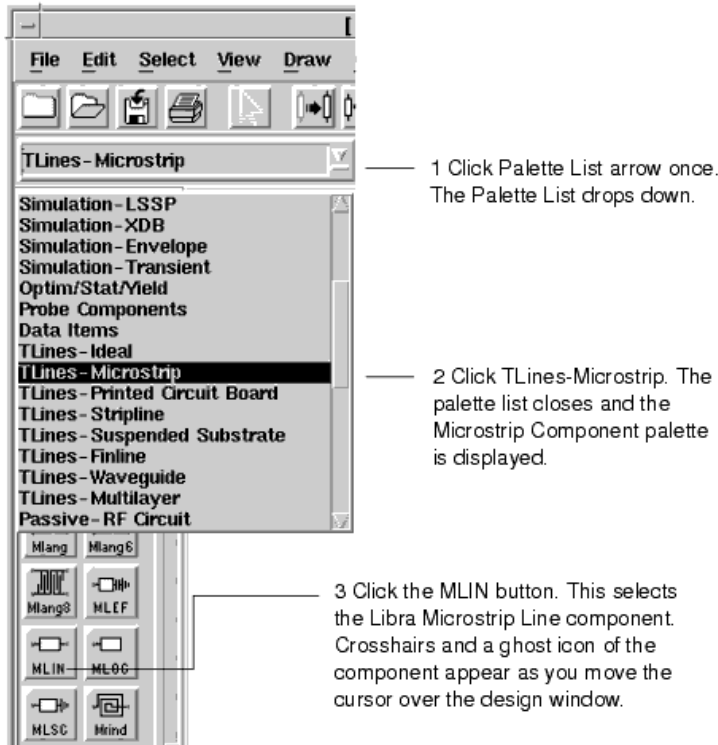 File Edit Select View Draw
TLines-Microstrip
1 Click Palette List arrow once.
The Palette List drops down.
Simulation-LSSP
Simulation-XDB
Simulation-Envelope
Simulation-Transient
Optim/Stat/Yield
Probe Components
Data Items
TLines-Ideal
TLines-Microstrip
TLines-Printed Circuit Board
TLines-Stripline
TLines-Suspended Substrate
TLines-Finline
TLines-Waveguide
TLines-Multilayer
Passive-RF Circuit
2 Click TLines-Microstrip. The
palette list closes and the
Microstrip Component palette
is displayed.
Mlang Mlang6
Mlang8 MLEF
MLIN MLOC
MLSC Mrind
3 Click the MLIN button. This selects
the Libra Microstrip Line component.
Crosshairs and a ghost icon of the
component appear as you move the
cursor over the design window.